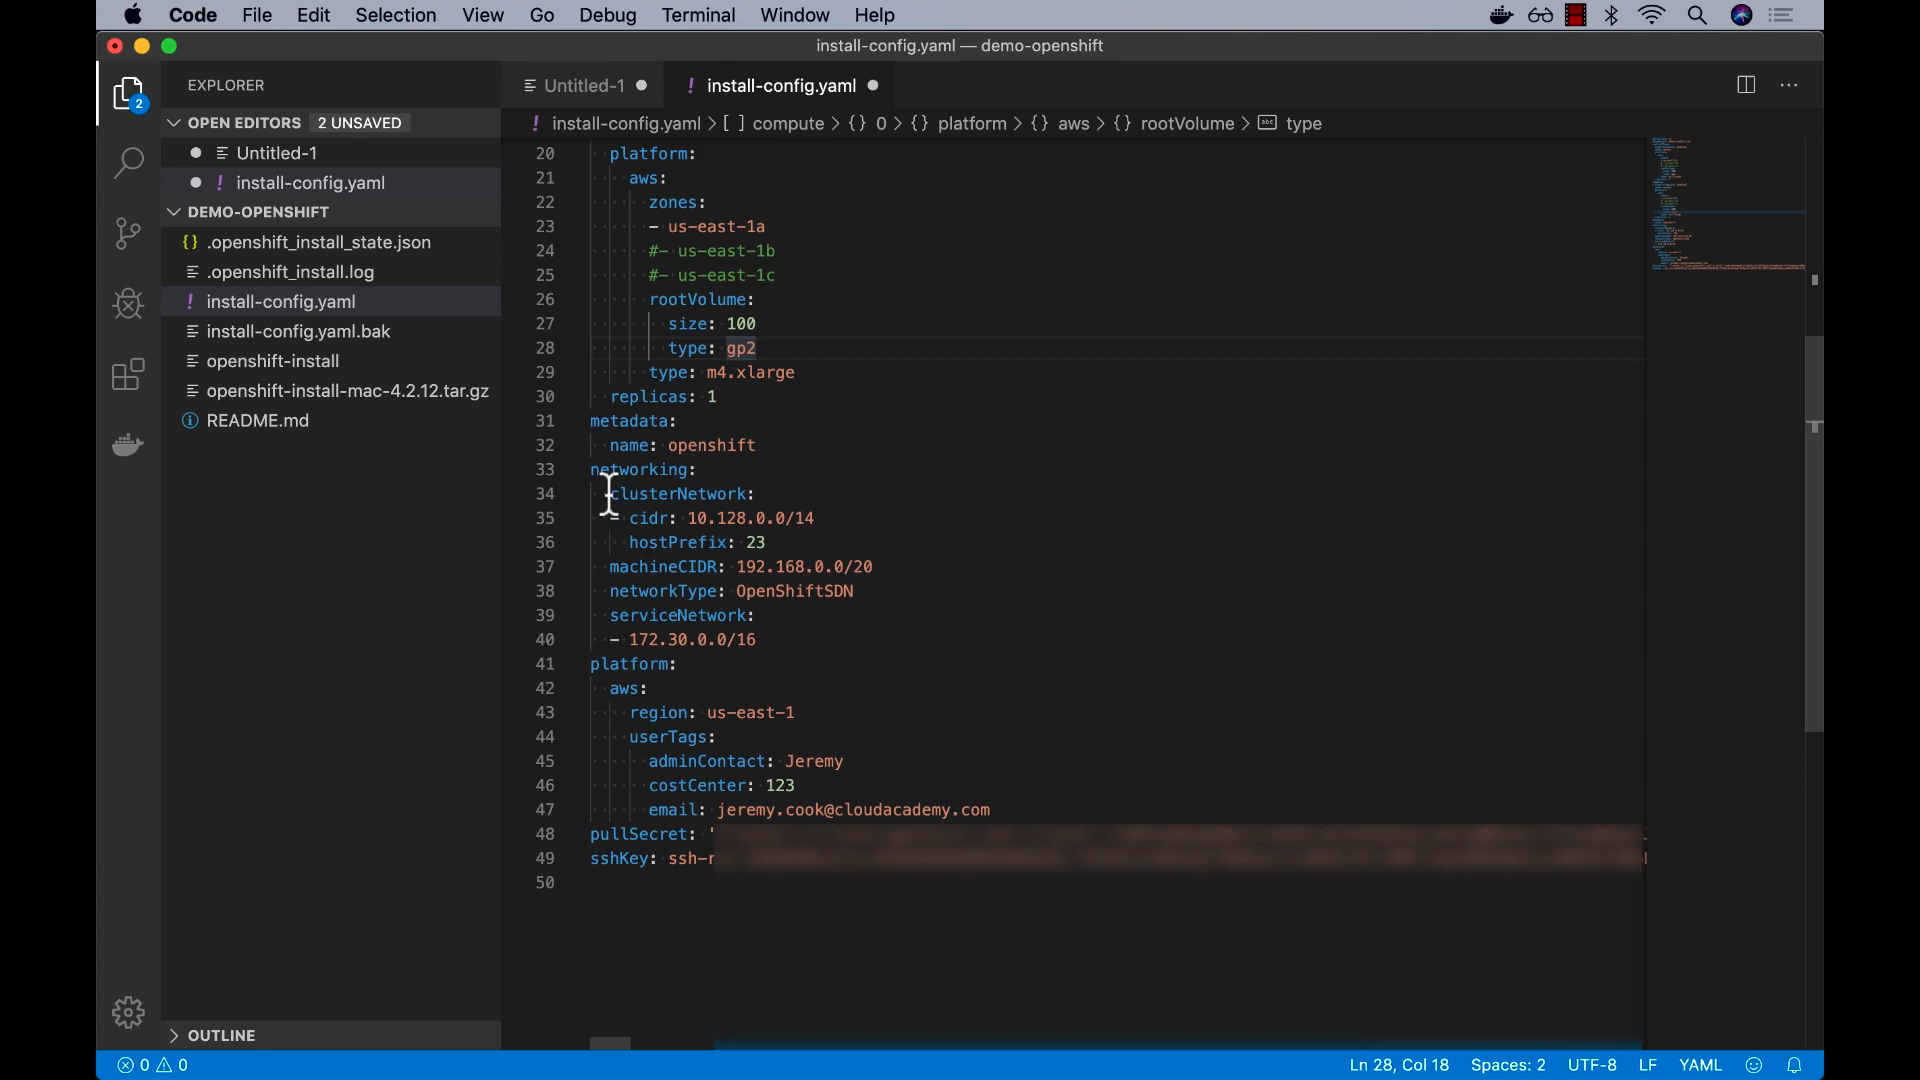 Code File Edit Selection View Go Debug Terminal Window Help
install-config.yaml — demo-openshift
EXPLORER
Untitled-1
! install-config.yaml
2
OPEN EDITORS 2 UNSAVED
Untitled-1
! install-config.yaml
DEMO-OPENSHIFT
{} .openshift_install_state.json
.openshift_install.log
! install-config.yaml
install-config.yaml.bak
openshift-install
openshift-install-mac-4.2.12.tar.gz
README.md
OUTLINE
! install-config.yaml > [ ] compute > {} 0 > {} platform > {} aws > {} rootVolume > abc type
20 platform:
21 aws:
22 zones:
23 - us-east-1a
24 #- us-east-1b
25 #- us-east-1c
26 rootVolume:
27 size: 100
28 type: gp2
29 type: m4.xlarge
30 replicas: 1
31 metadata:
32 name: openshift
33 networking:
34 clusterNetwork:
35 - cidr: 10.128.0.0/14
36 hostPrefix: 23
37 machineCIDR: 192.168.0.0/20
38 networkType: OpenShiftSDN
39 serviceNetwork:
40 - 172.30.0.0/16
41 platform:
42 aws:
43 region: us-east-1
44 userTags:
45 adminContact: Jeremy
46 costCenter: 123
47 email: jeremy.cook@cloudacademy.com
48 pullSecret: '
49 sshKey: ssh-r
50
0 0
Ln 28, Col 18 Spaces: 2 UTF-8 LF YAML